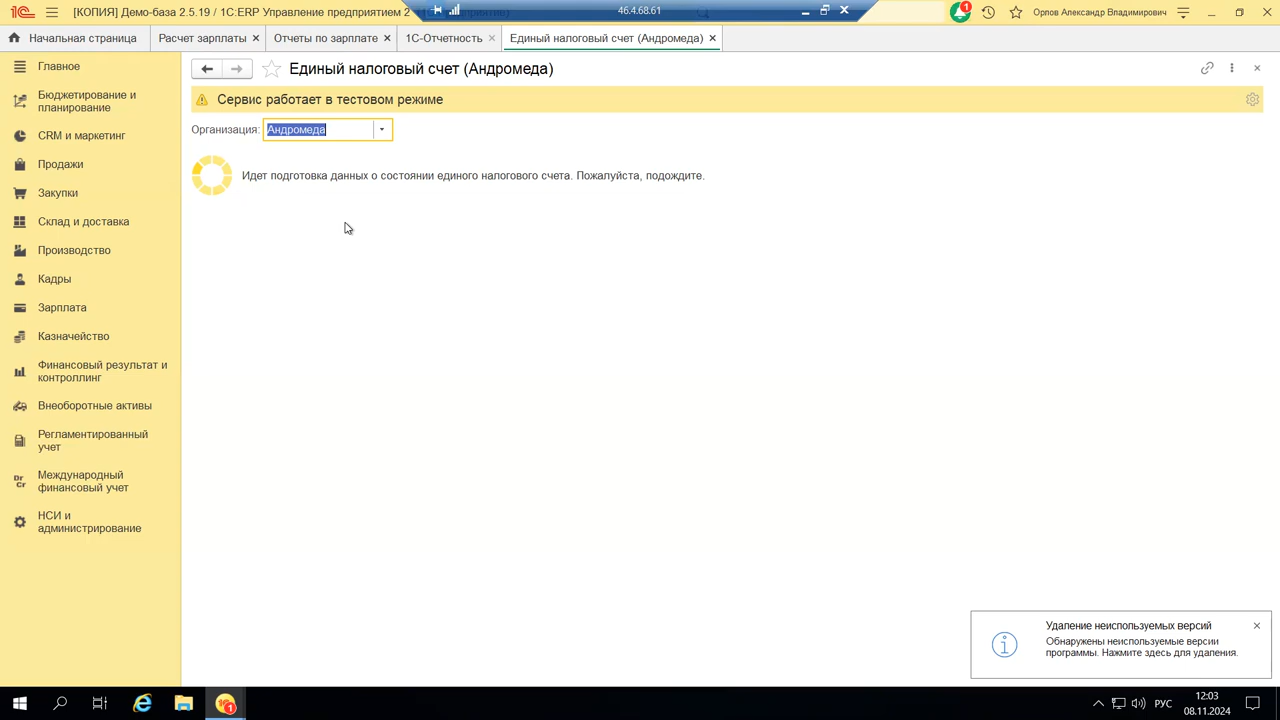 [КОПИЯ] Демо-база 2.5.19 / 1С:ERP Управление предприятием 2
46.4.68.61
1
Орлов Александр Владимирович
Начальная страница
Расчет зарплаты
Отчеты по зарплате
1С-Отчетность
Единый налоговый счет (Андромеда)
Главное
Бюджетирование и
планирование
CRM и маркетинг
Продажи
Закупки
Склад и доставка
Производство
Кадры
Зарплата
Казначейство
Финансовый результат и
контроллинг
Внеоборотные активы
Регламентированный
учет
Международный
финансовый учет
НСИ и
администрирование
Единый налоговый счет (Андромеда)
Сервис работает в тестовом режиме
Организация: Андромеда
Идет подготовка данных о состоянии единого налогового счета. Пожалуйста, подождите.
Удаление неиспользуемых версий
Обнаружены неиспользуемые версии
программы. Нажмите здесь для удаления.
1
РУС
12:03
08.11.2024